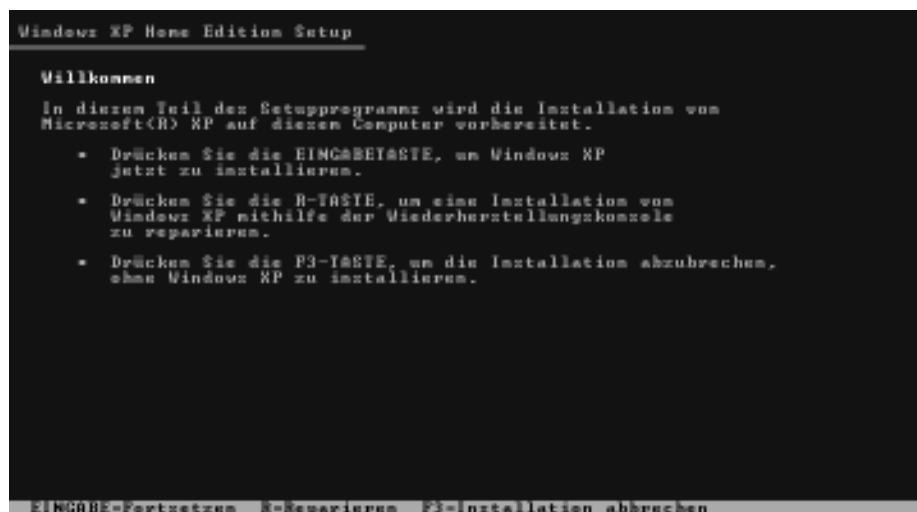 Windows XP Home Edition Setup
Willkommen
In diesem Teil des Setupprogramms wird die Installation von
Microsoft(R) XP auf diesem Computer vorbereitet.
• Drücken Sie die EINGABETASTE, um Windows XP
jetzt zu installieren.
• Drücken Sie die R-TASTE, um eine Installation von
Windows XP mithilfe der Wiederherstellungskonsole
zu reparieren.
• Drücken Sie die F3-TASTE, um die Installation abzubrechen,
ohne Windows XP zu installieren.
EINGABE=Fortsetzen R=Reparieren F3=Installation abbrechen